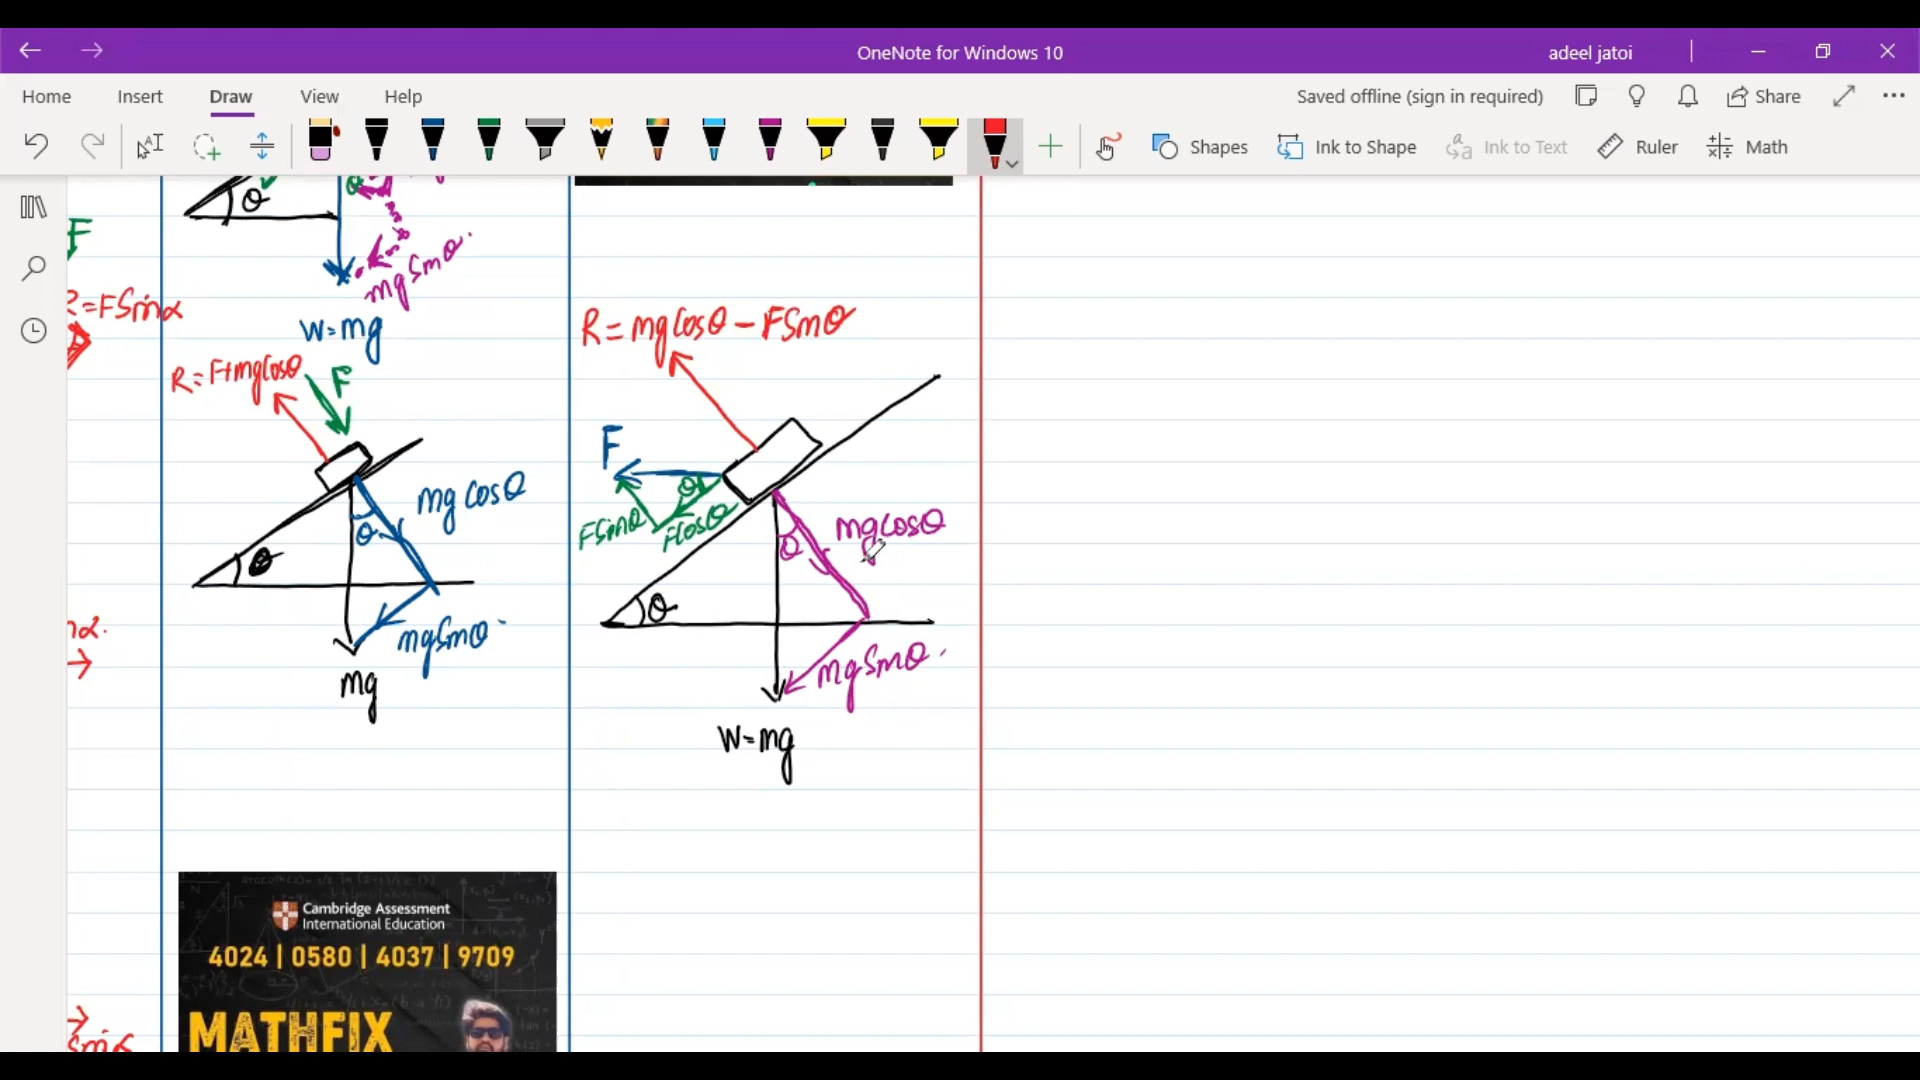 OneNote for Windows 10
adeel jatoi
Home Insert Draw View Help
Saved offline (sign in required)
Share
Shapes
Ink to Shape
Ink to Text
Ruler
Math
θ
mg Sinθ
W=mg
F
R=FSinα
R=F+mgCosθ
F
mg cosθ
θ
θ
mgSinθ
mg
R=mgCosθ-FSinθ
F
θ
FSinθ
FCosθ
mgcosθ
θ
θ
mgSinθ
W=mg
Cambridge Assessment
International Education
4024 | 0580 | 4037 | 9709
MATHFIX